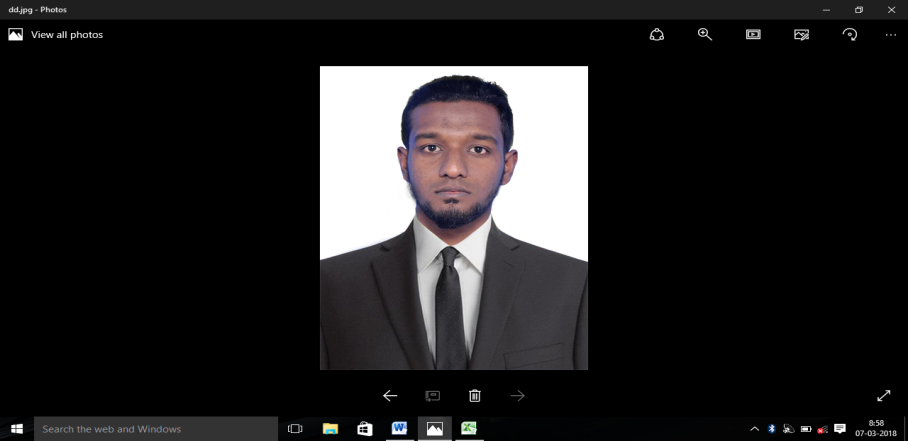 dd.jpg - Photos
View all photos
Search the web and Windows
8:58
07-03-2018